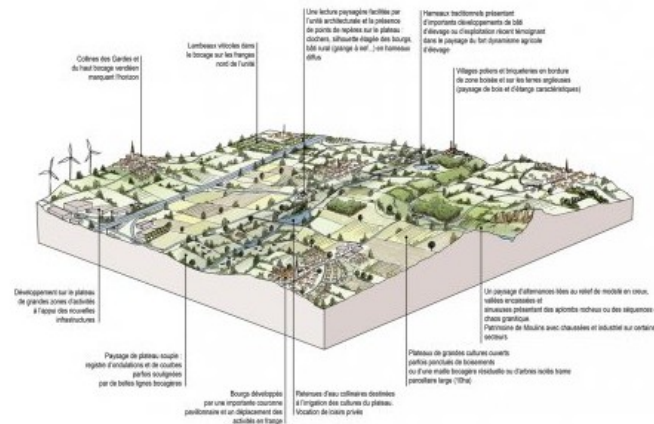 Une lecture paysagère facilitée par
l'unité architecturale et la présence
de points de repères sur le plateau :
clochers, silhouette étagée des bourgs,
bâti rural (grange à nef...) en hameaux
diffus
Hameaux traditionnels présentant
d'importants développements de bâti
d'élevage ou d'exploitation récent témoignant
dans le paysage du fort dynamisme agricole
d'élevage
Lambeaux viticoles dans
le bocage sur les franges
nord de l'unité
Collines des Gardes et
du haut bocage vendéen
marquant l'horizon
Villages potiers et briqueteries en bordure
de zone boisée et sur les terres argileuses
(paysage de bois et d'étangs caractéristiques)
Développement sur le plateau
de grandes zones d'activités
à l'appui des nouvelles
infrastructures
Un paysage d'alternances liées au relief de modelé en creux,
vallées encaissées et
sinueuses présentant des aplombs rocheux ou des séquences
chaos granitique
Patrimoine de Moulins avec chaussées et industriel sur certains
secteurs
Paysage de plateau souple :
registre d'ondulations et de courbes
parfois soulignées
par de belles lignes bocagères
Plateaux de grandes cultures ouverts
parfois ponctués de boisements
ou d'une maille bocagère résiduelle ou d'arbres isolés trame
parcellaire large (10ha)
Bourgs développés
par une importante couronne
pavillonnaire et un déplacement des
activités en frange
Retenues d'eau collinaires destinées
à l'irrigation des cultures du plateau.
Vocation de loisirs privés